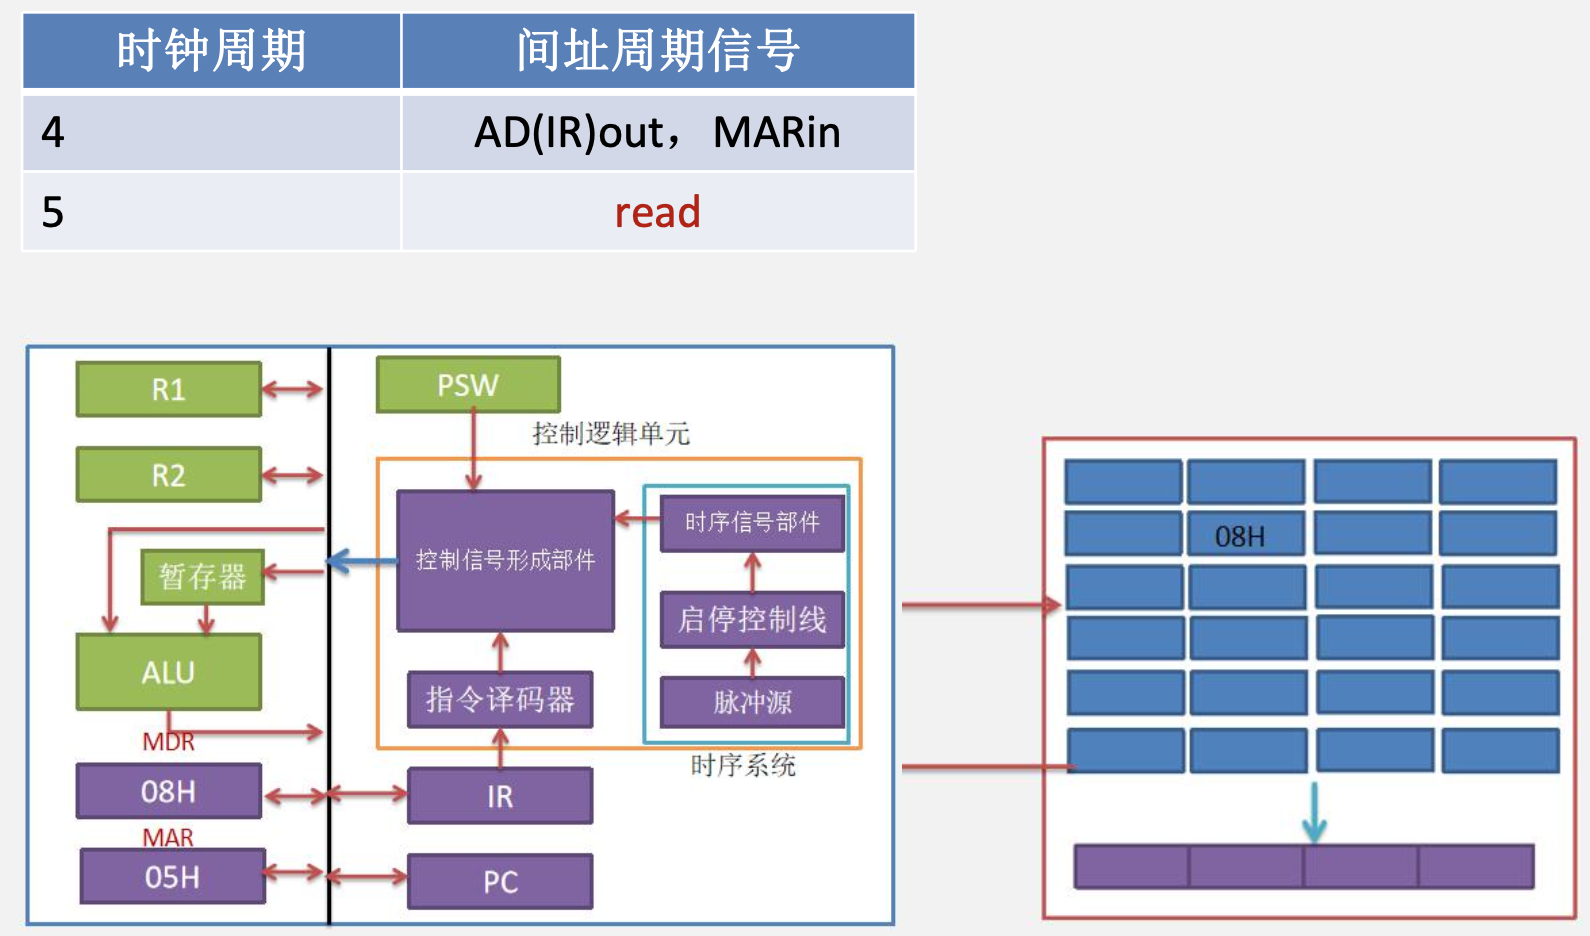 时钟周期 间址周期信号
4 AD(IR)out， MARin
5 read
R1
PSW
控制逻辑单元
R2
时序信号部件
08H
控制信号形成部件
暂存器
启停控制线
ALU
指令译码器
脉冲源
MDR
时序系统
08H
IR
MAR
05H
PC